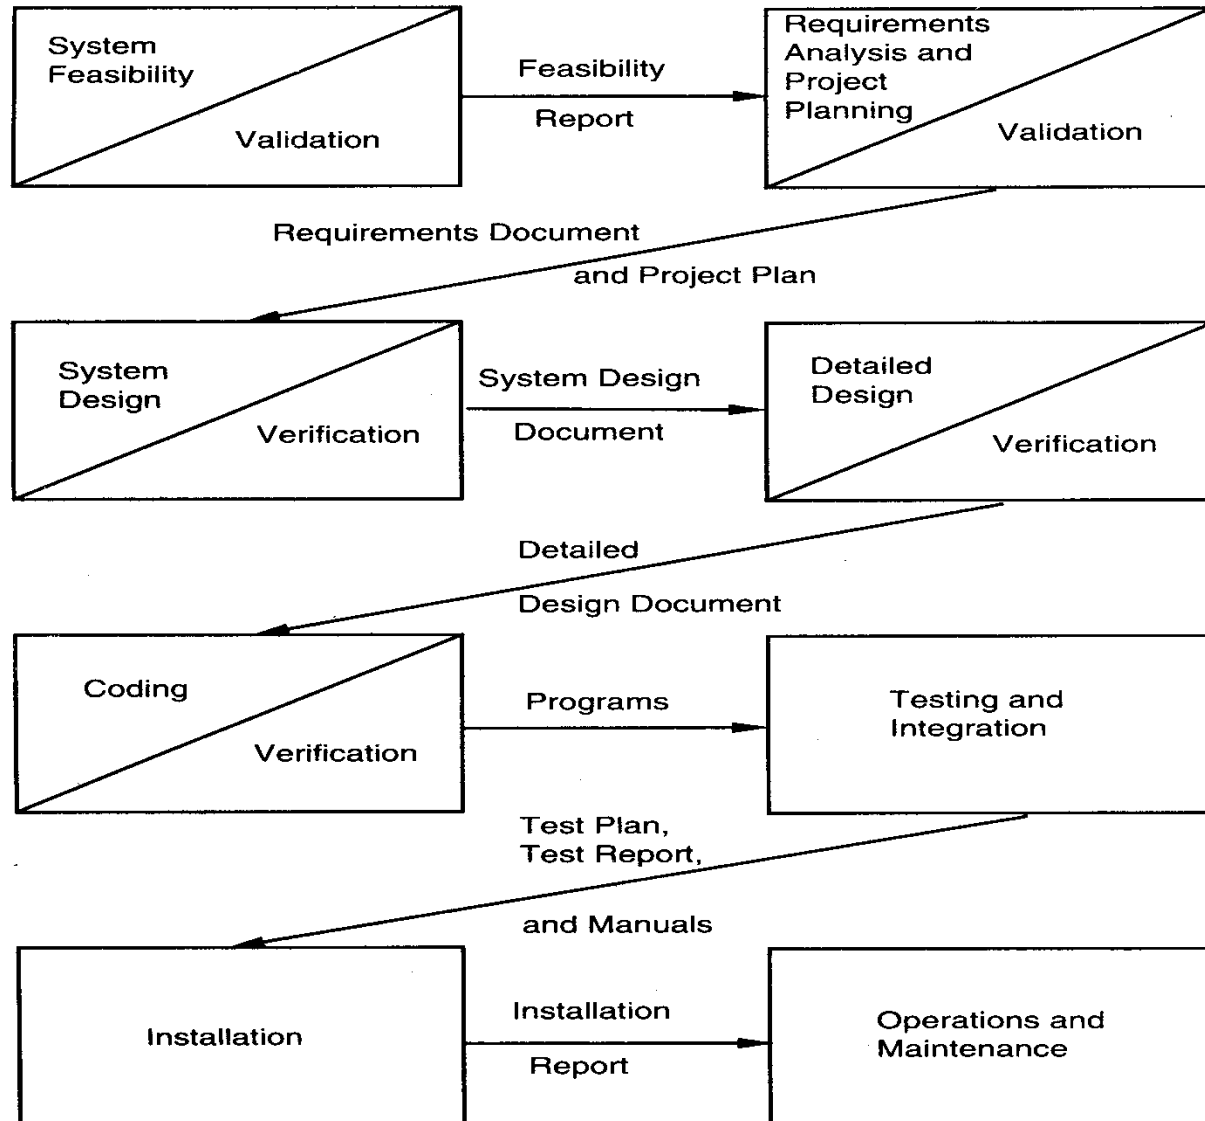 System
Feasibility
Validation
Feasibility
Report
Requirements
Analysis and
Project
Planning
Validation
Requirements Document
and Project Plan
System
Design
Verification
System Design
Document
Detailed
Design
Verification
Detailed
Design Document
Coding
Verification
Programs
Testing and
Integration
Test Plan,
Test Report,
and Manuals
Installation
Installation
Report
Operations and
Maintenance